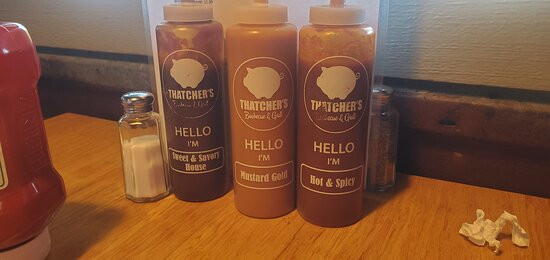 THATCHER'S
Barbecue & Grill
HELLO
I'M
Sweet & Savory
House
THATCHER'S
Barbecue & Grill
HELLO
I'M
Mustard Gold
THATCHER'S
Barbecue & Grill
HELLO
I'M
Hot & Spicy